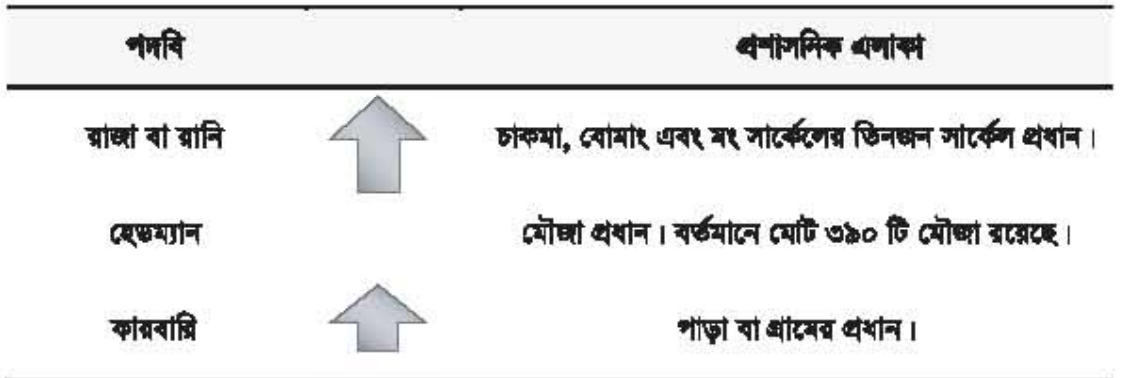 পদবি প্রশাসনিক এলাকা
রাজা বা রানি চাকমা, বোমাং এবং মং সার্কেলের তিনজন সার্কেল প্রধান।
হেডম্যান মৌজা প্রধান। বর্তমানে মোট ৩৯০ টি মৌজা রয়েছে।
কারবারি পাড়া বা গ্রামের প্রধান।